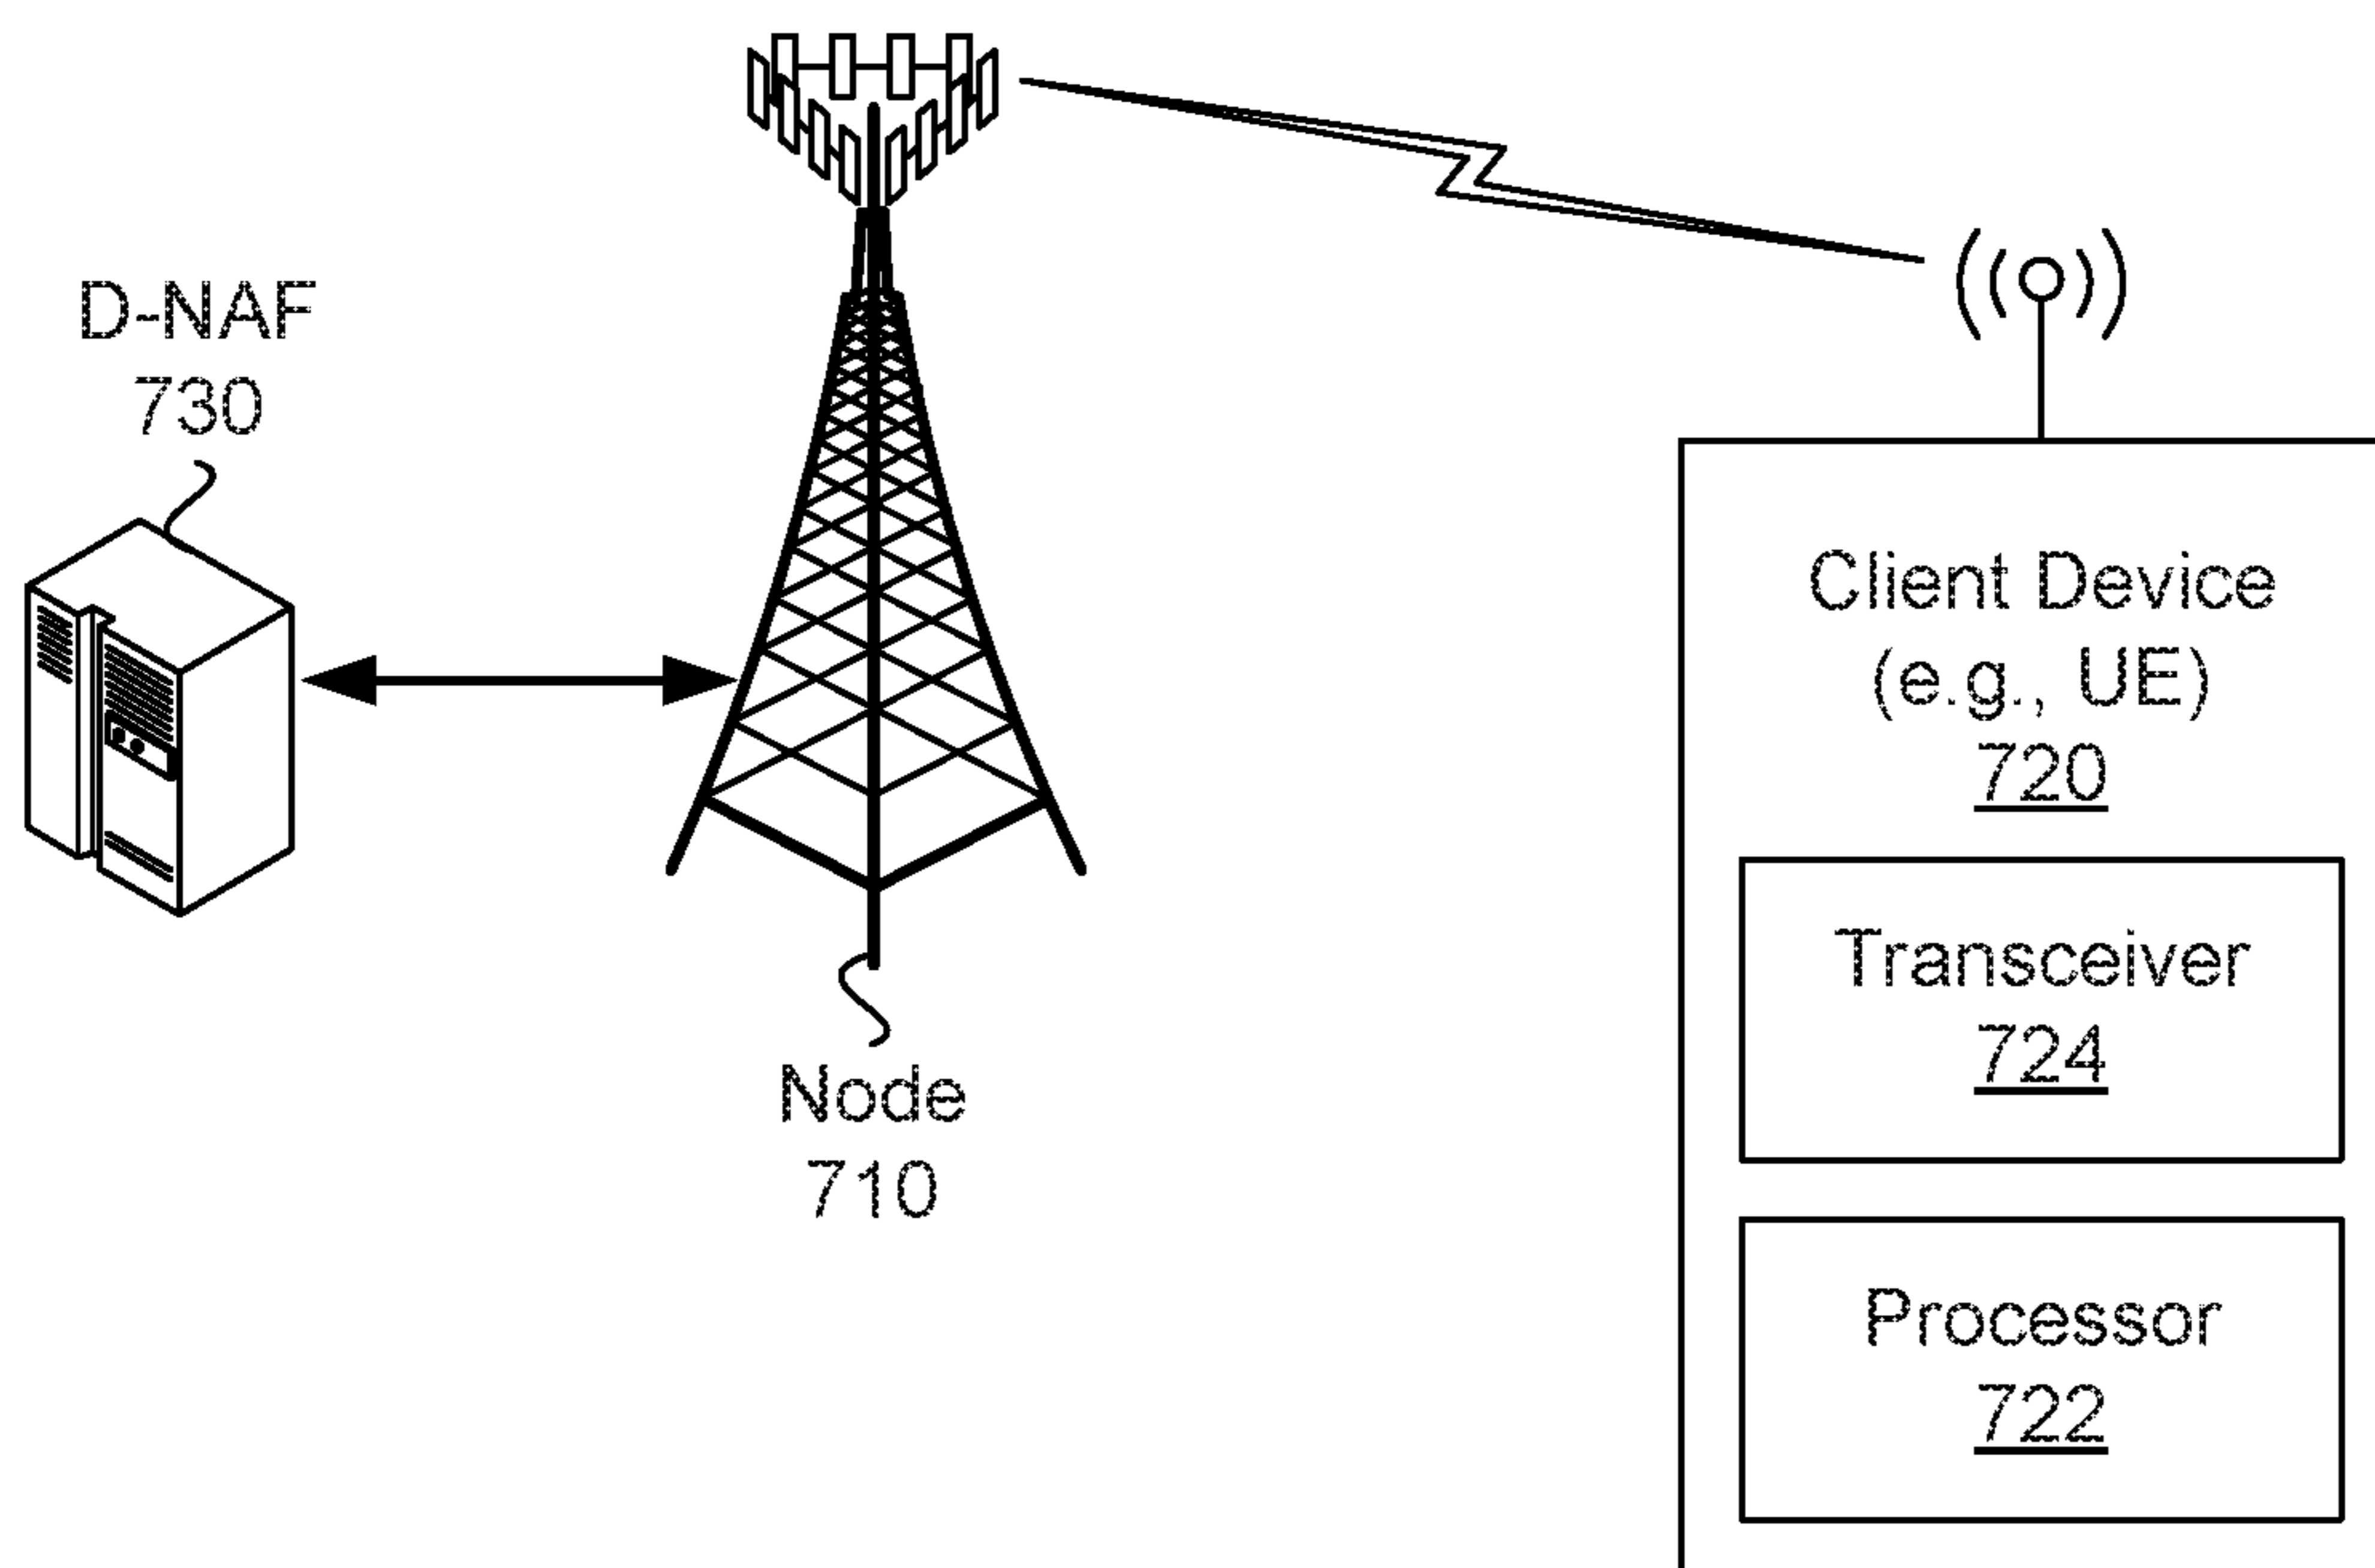 D-NAF
730
Node
710
Client Device
(e.g., UE)
720
Transceiver
724
Processor
722